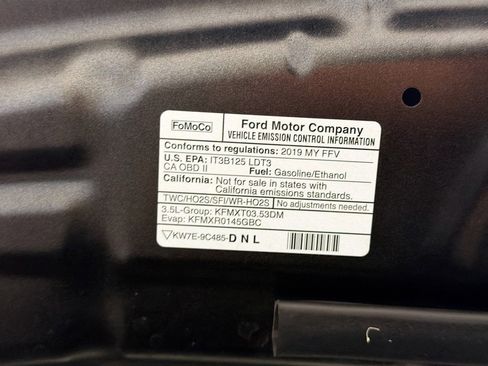 FoMoCo
Ford Motor Company
VEHICLE EMISSION CONTROL INFORMATION
Conforms to regulations: 2019 MY FFV
U.S. EPA: IT3B125 LDT3
CA OBD II Fuel: Gasoline/Ethanol
California: Not for sale in states with
California emissions standards.
TWC/HO2S/SFI/WR-HO2S No adjustments needed.
3.5L-Group: KFMXT03.53DM
Evap: KFMXR0145GBC
KW7E-9C485-DNL